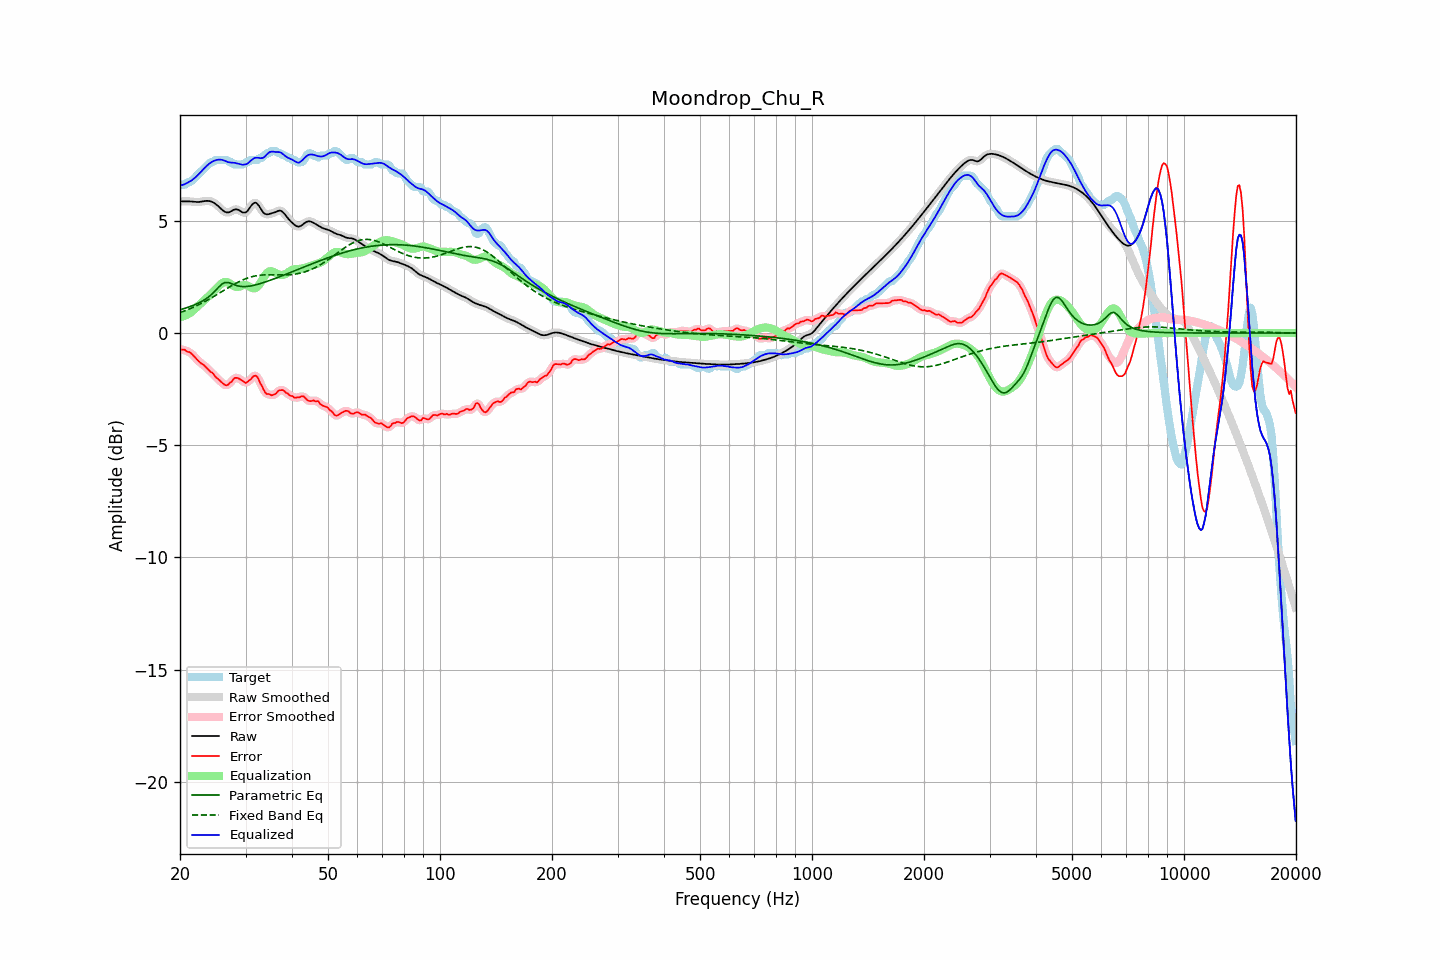 Moondrop_Chu_R
Amplitude (dBr)
5
0
−5
−10
−15
−20
Target
Raw Smoothed
Error Smoothed
Raw
Error
Equalization
Parametric Eq
Fixed Band Eq
Equalized
20 50 100 200 500 1000 2000 5000 10000 20000
Frequency (Hz)